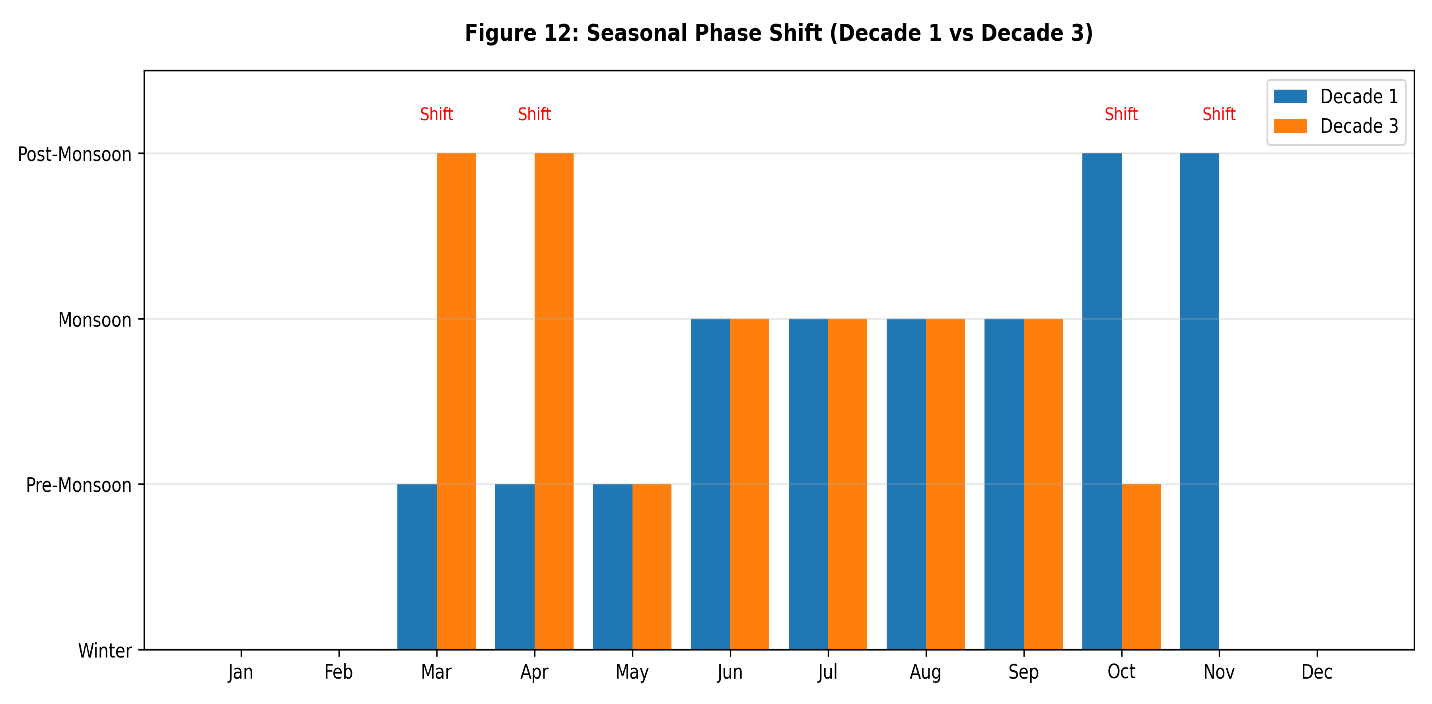 Figure 12: Seasonal Phase Shift (Decade 1 vs Decade 3)
Shift Shift Shift Shift
Decade 1
Decade 3
Post-Monsoon
Monsoon
Pre-Monsoon
Winter
Jan Feb Mar Apr May Jun Jul Aug Sep Oct Nov Dec